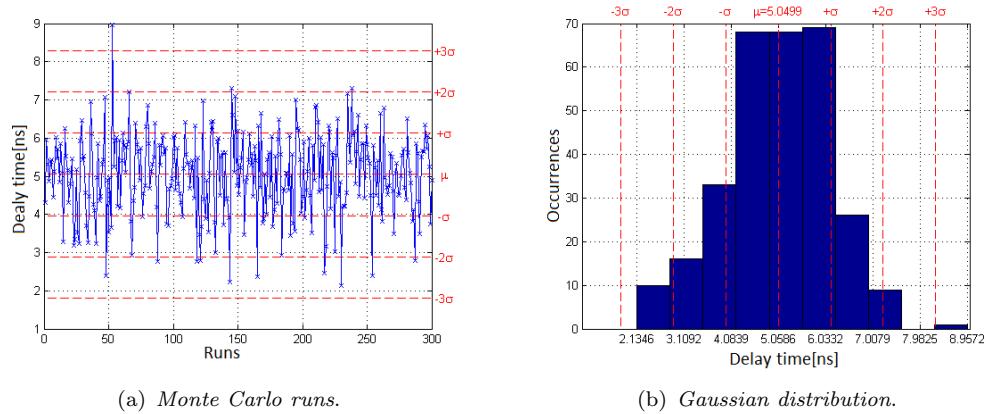 9
8
7
6
5
4
3
2
1
Dealy time[ns]
+3σ
+2σ
+σ
μ
-σ
-2σ
-3σ
0
50
100
150
200
250
300
Runs
(a) Monte Carlo runs.
-3σ
-2σ
-σ
μ=5.0499
+σ
+2σ
+3σ
70
60
50
40
30
20
10
0
Occurrences
2.1346
3.1092
4.0839
5.0586
6.0332
7.0079
7.9825
8.9572
Delay time[ns]
(b) Gaussian distribution.